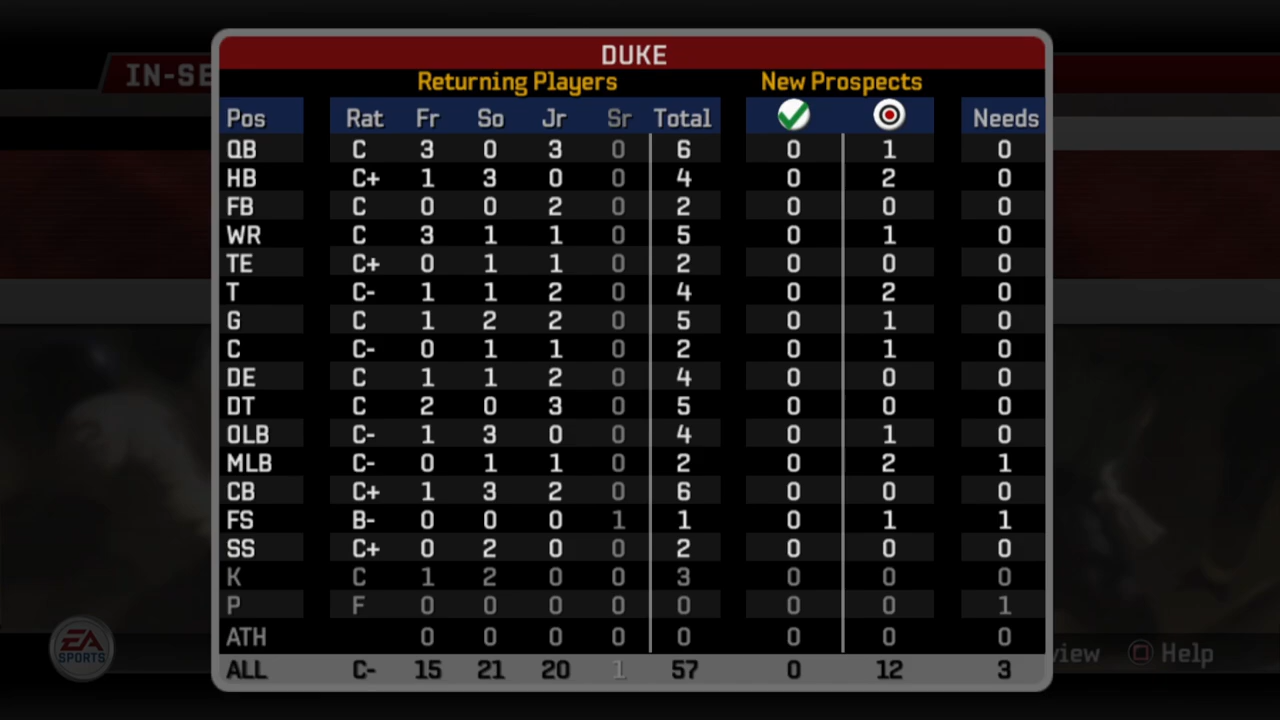 DUKE
IN-SE
Returning Players New Prospects
Pos Rat Fr So Jr Sr Total Needs
QB C 3 0 3 0 6 0 1 0
HB C+ 1 3 0 0 4 0 2 0
FB C 0 0 2 0 2 0 0 0
WR C 3 1 1 0 5 0 1 0
TE C+ 0 1 1 0 2 0 0 0
T C- 1 1 2 0 4 0 2 0
G C 1 2 2 0 5 0 1 0
C C- 0 1 1 0 2 0 1 0
DE C 1 1 2 0 4 0 0 0
DT C 2 0 3 0 5 0 0 0
OLB C- 1 3 0 0 4 0 1 0
MLB C- 0 1 1 0 2 0 2 1
CB C+ 1 3 2 0 6 0 0 0
FS B- 0 0 0 1 1 0 1 1
SS C+ 0 2 0 0 2 0 0 0
K C 1 2 0 0 3 0 0 0
P F 0 0 0 0 0 0 0 1
ATH 0 0 0 0 0 0 0 0
ALL C- 15 21 20 1 57 0 12 3
EA SPORTS
view Help